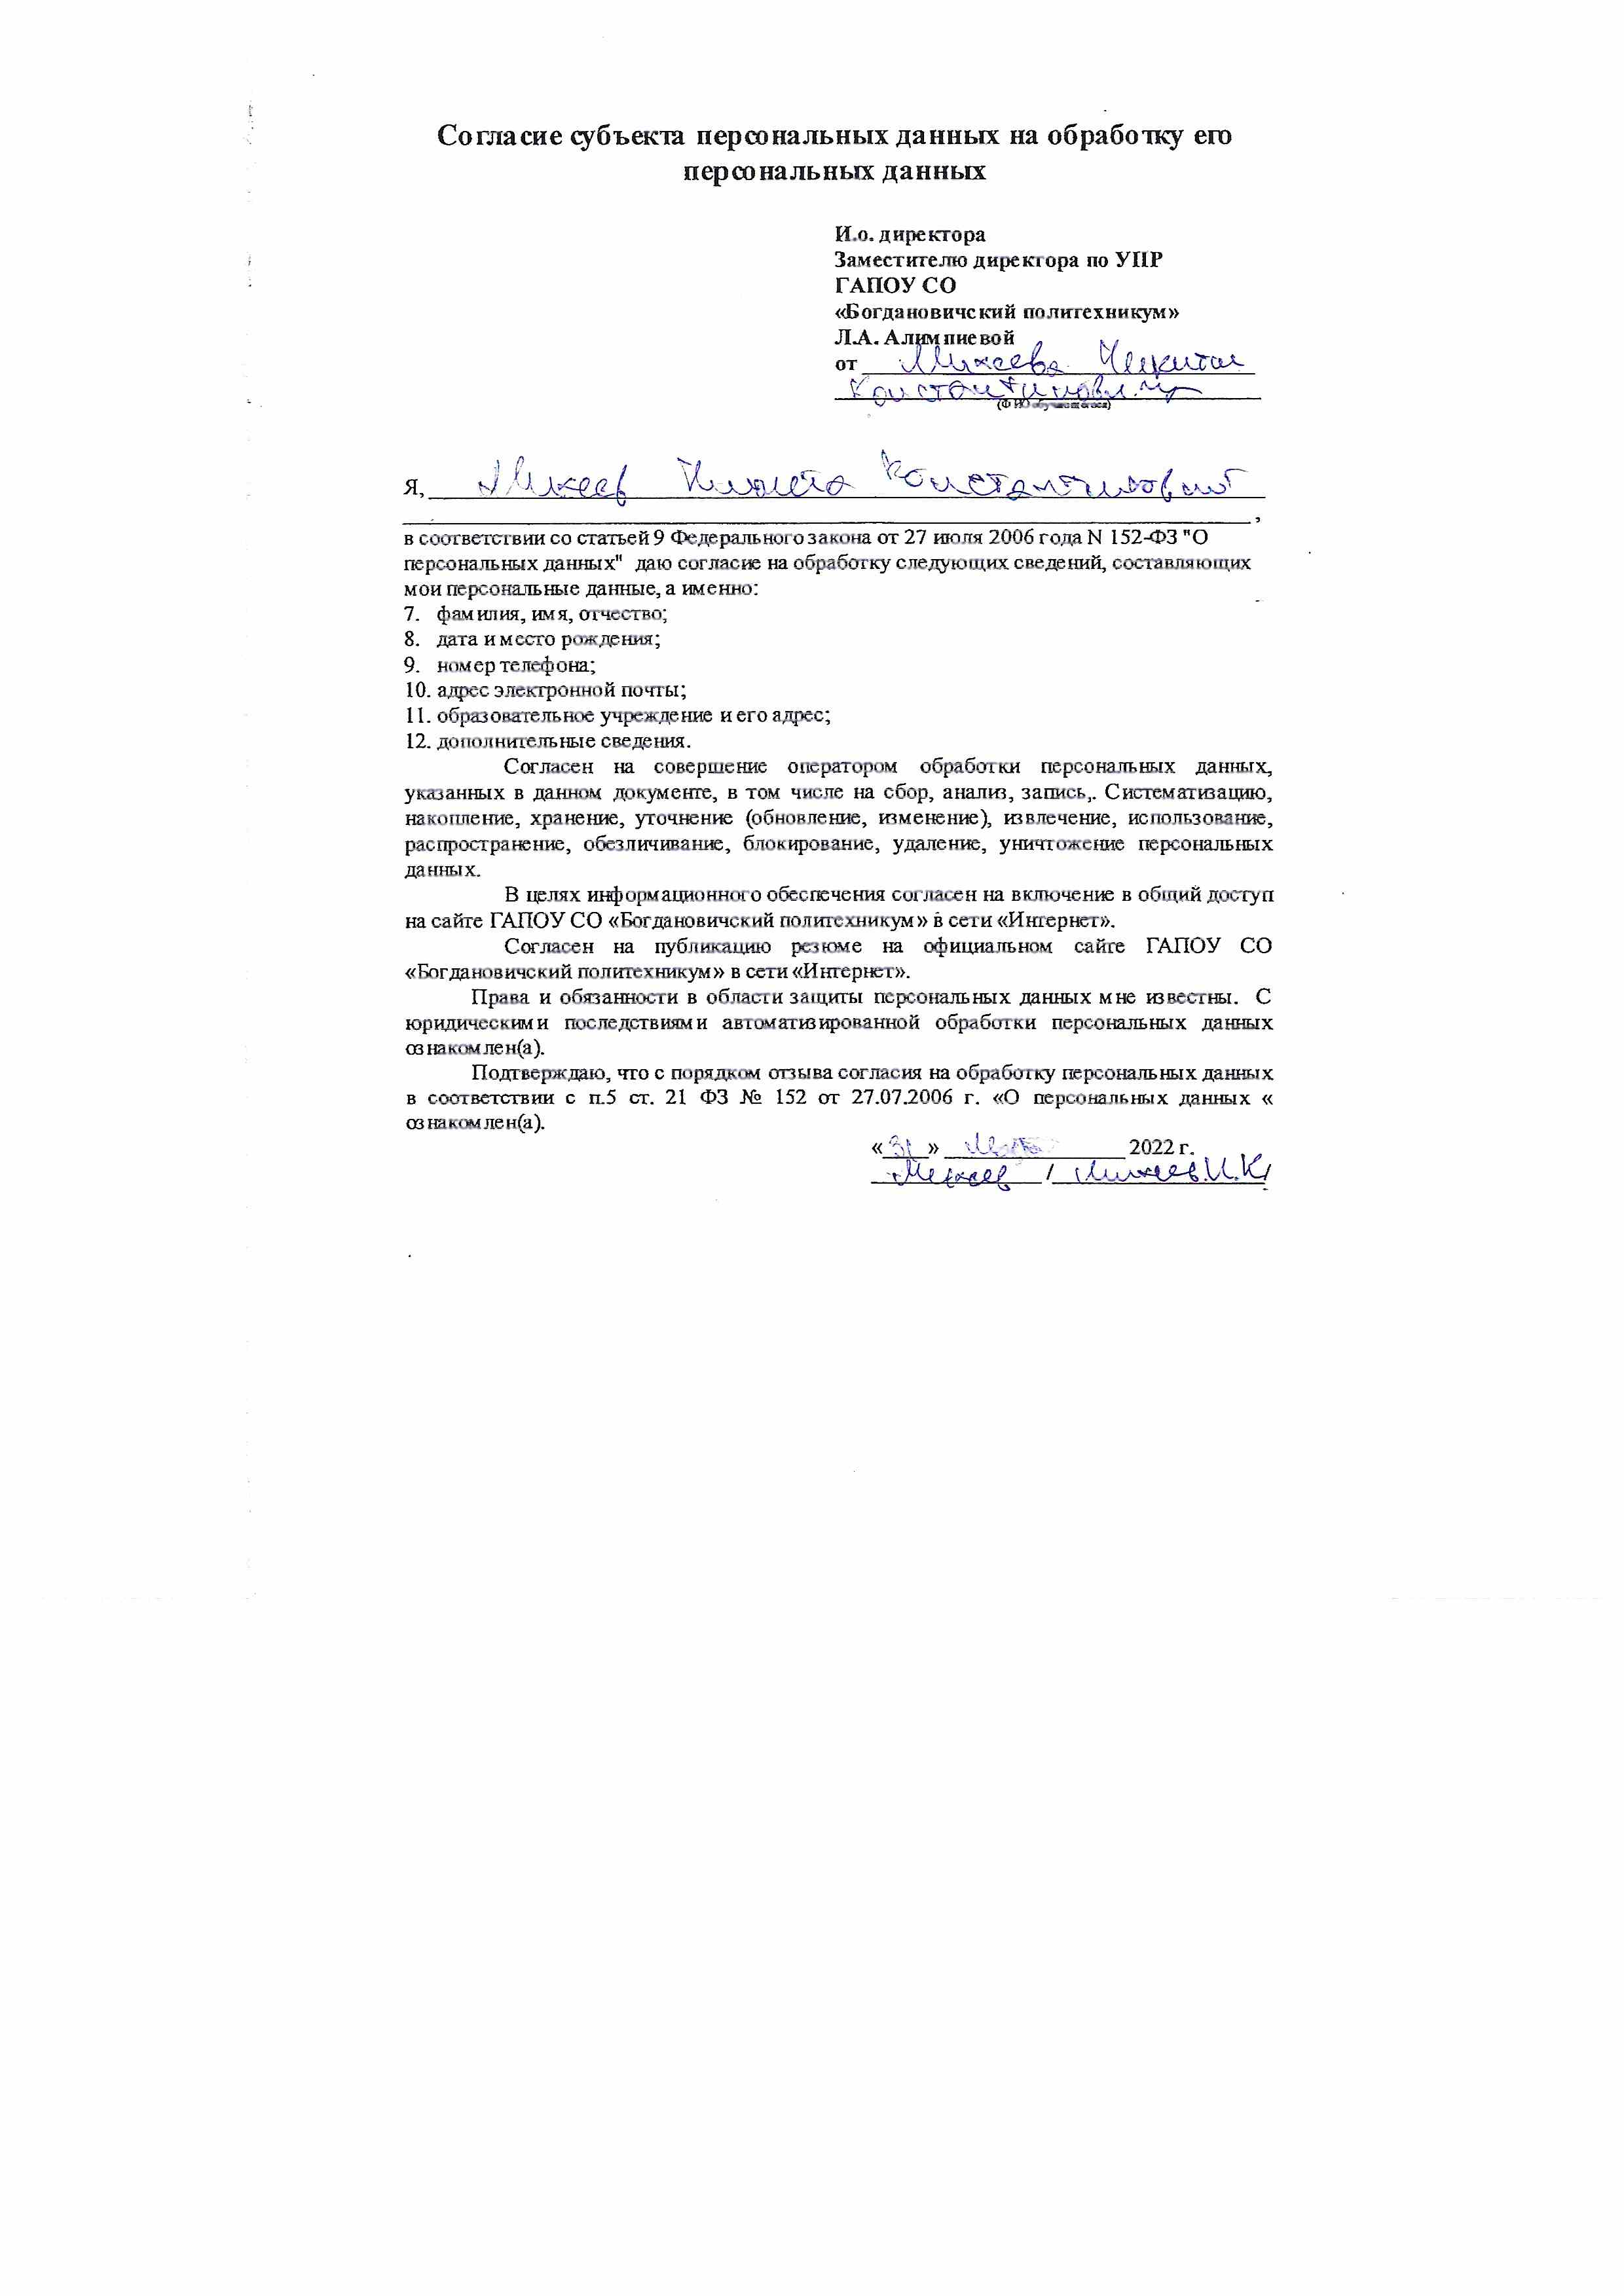 Согласие субъекта персональных данных на обработку его
персональных данных
И.о. директора
Заместителю директора по УПР
ГАПОУ СО
«Богдановичский политехникум»
Л.А. Алимпиевой
от Михеева Никиты
Константиновича
(ФИО обучающегося)
Я, Михеев Никита Константинович
,
в соответствии со статьей 9 Федерального закона от 27 июля 2006 года N 152-ФЗ "О
персональных данных" даю согласие на обработку следующих сведений, составляющих
мои персональные данные, а именно:
7. фамилия, имя, отчество;
8. дата и место рождения;
9. номер телефона;
10. адрес электронной почты;
11. образовательное учреждение и его адрес;
12. дополнительные сведения.
Согласен на совершение оператором обработки персональных данных,
указанных в данном документе, в том числе на сбор, анализ, запись,. Систематизацию,
накопление, хранение, уточнение (обновление, изменение), извлечение, использование,
распространение, обезличивание, блокирование, удаление, уничтожение персональных
данных.
В целях информационного обеспечения согласен на включение в общий доступ
на сайте ГАПОУ СО «Богдановичский политехникум» в сети «Интернет».
Согласен на публикацию резюме на официальном сайте ГАПОУ СО
«Богдановичский политехникум» в сети «Интернет».
Права и обязанности в области защиты персональных данных мне известны. С
юридическими последствиями автоматизированной обработки персональных данных
ознакомлен(а).
Подтверждаю, что с порядком отзыва согласия на обработку персональных данных
в соответствии с п.5 ст. 21 ФЗ № 152 от 27.07.2006 г. «О персональных данных «
ознакомлен(а).
«31» 2022 г.
Михеев / Михеев Н.К/